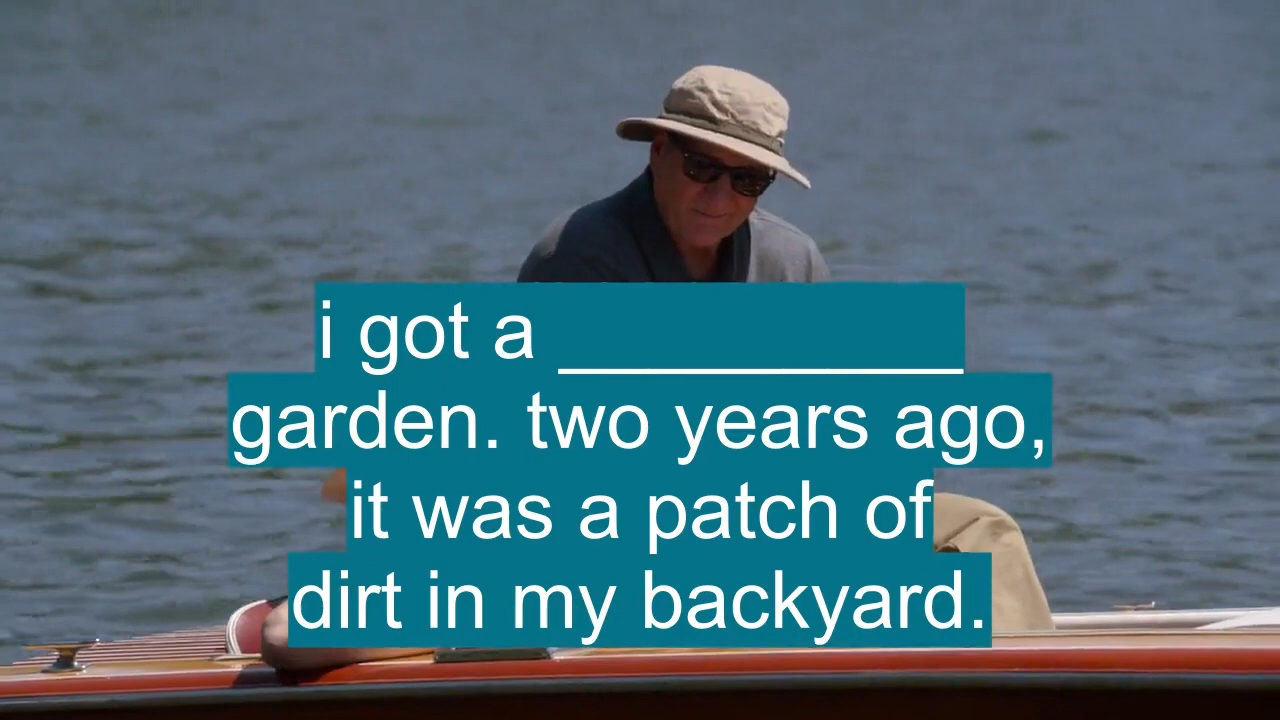 i got a __________
garden. two years ago,
it was a patch of
dirt in my backyard.